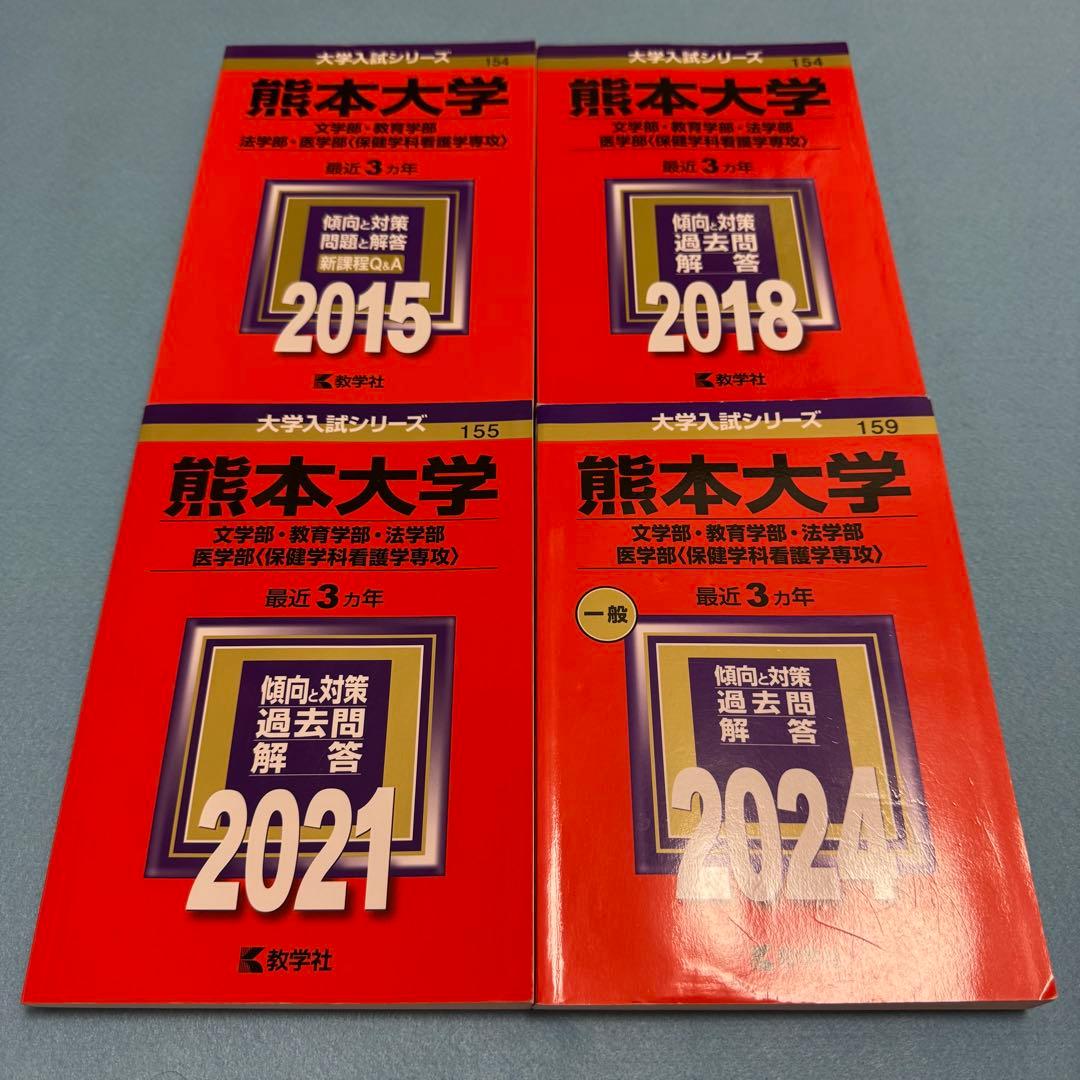 大学入試シリーズ
154
熊本大学
文学部・教育学部
法学部・医学部〈保健学科看護学専攻〉
最近3カ年
傾向と対策
問題と解答
新課程Q&A
2015
教学社
大学入試シリーズ
154
熊本大学
文学部・教育学部・法学部
医学部〈保健学科看護学専攻〉
最近3カ年
傾向と対策
過去問
解答
2018
教学社
大学入試シリーズ
155
熊本大学
文学部・教育学部・法学部
医学部〈保健学科看護学専攻〉
最近3カ年
傾向と対策
過去問
解答
2021
教学社
大学入試シリーズ
159
熊本大学
文学部・教育学部・法学部
医学部〈保健学科看護学専攻〉
最近3カ年
一般
傾向と対策
過去問
解答
2024